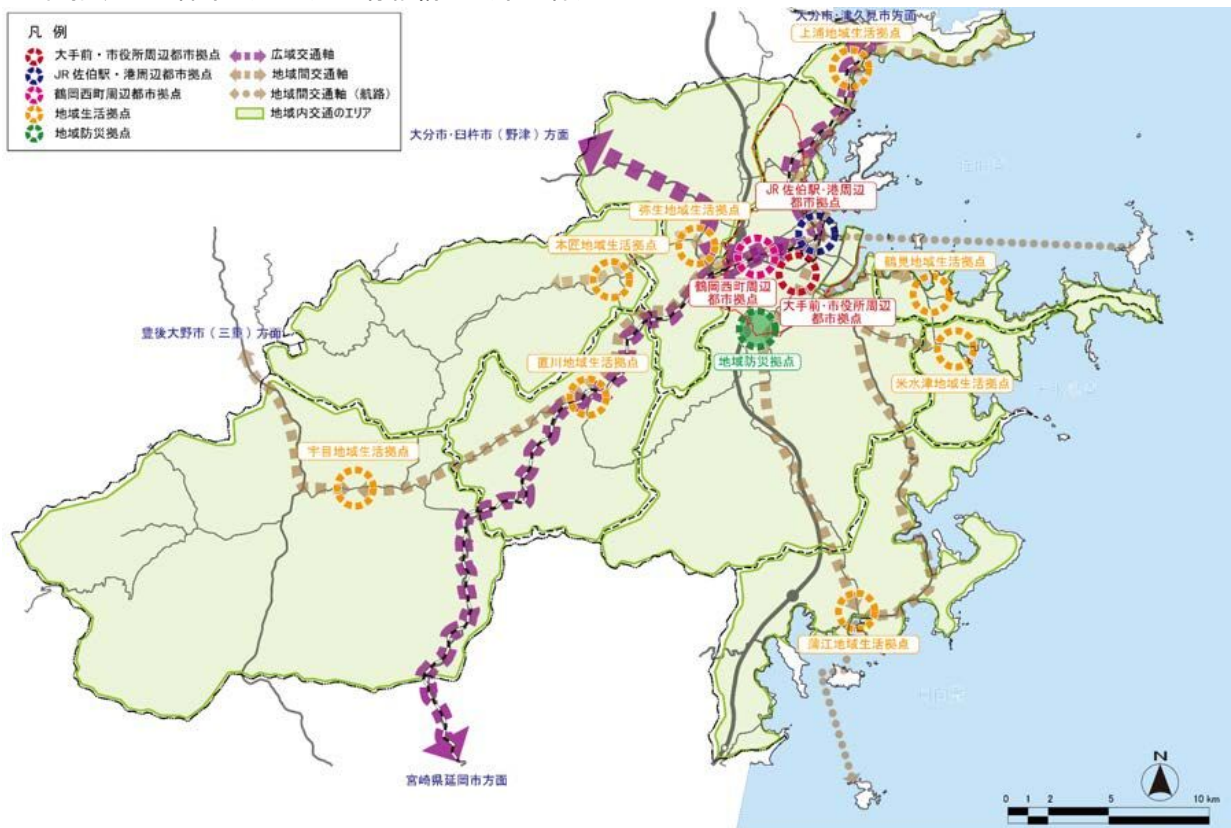 凡 例
大手前・市役所周辺都市拠点
JR佐伯駅・港周辺都市拠点
鶴岡西町周辺都市拠点
地域生活拠点
地域防災拠点
広域交通軸
地域間交通軸
地域間交通軸（航路）
地域内交通のエリア
大分市・津久見市方面
上浦地域生活拠点
大分市・臼杵市（野津）方面
JR佐伯駅・港周辺
都市拠点
弥生地域生活拠点
本匠地域生活拠点
鶴見地域生活拠点
鶴岡西町周辺
都市拠点
大手前・市役所周辺
都市拠点
豊後大野市（三重）方面
地域防災拠点
直川地域生活拠点
米水津地域生活拠点
宇目地域生活拠点
蒲江地域生活拠点
宮崎県延岡市方面
N
0 1 2 5 10 km